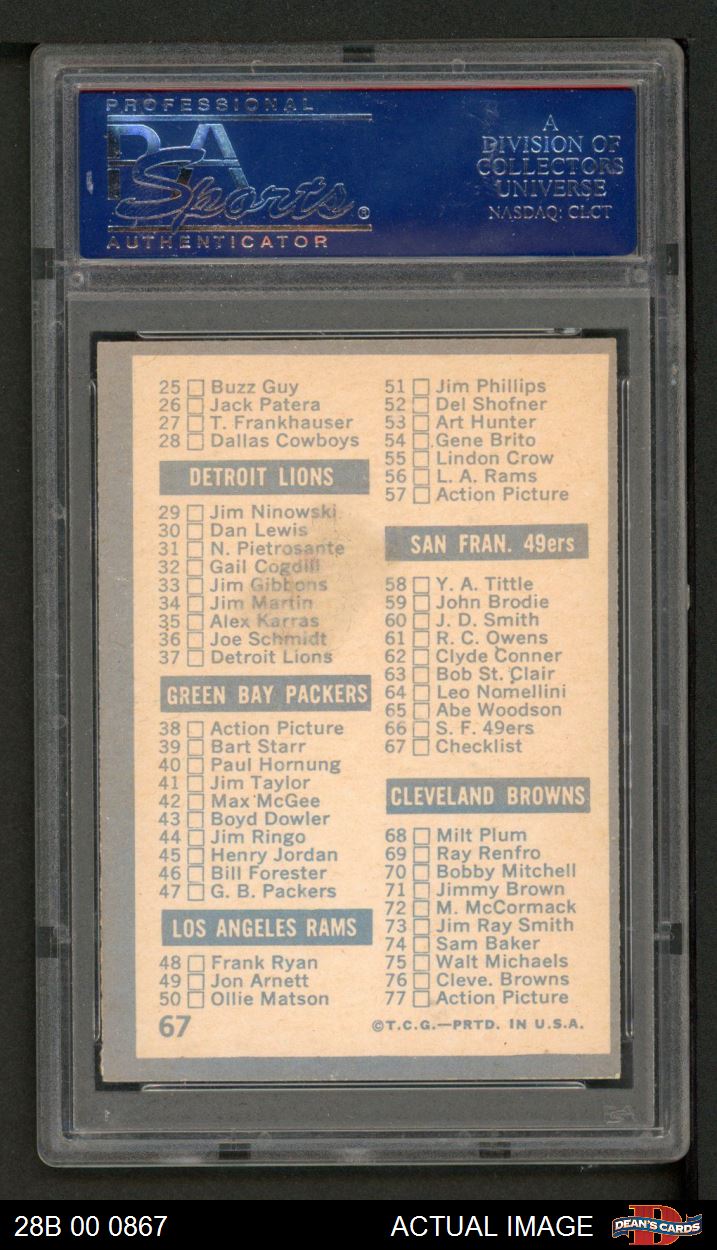 PROFESSIONAL
PSA
Sports®
AUTHENTICATOR
A
DIVISION OF
COLLECTORS
UNIVERSE
NASDAQ: CLCT
25 Buzz Guy
26 Jack Patera
27 T. Frankhauser
28 Dallas Cowboys
DETROIT LIONS
29 Jim Ninowski
30 Dan Lewis
31 N. Pietrosante
32 Gail Cogdill
33 Jim Gibbons
34 Jim Martin
35 Alex Karras
36 Joe Schmidt
37 Detroit Lions
GREEN BAY PACKERS
38 Action Picture
39 Bart Starr
40 Paul Hornung
41 Jim Taylor
42 Max McGee
43 Boyd Dowler
44 Jim Ringo
45 Henry Jordan
46 Bill Forester
47 G. B. Packers
LOS ANGELES RAMS
48 Frank Ryan
49 Jon Arnett
50 Ollie Matson
67
51 Jim Phillips
52 Del Shofner
53 Art Hunter
54 Gene Brito
55 Lindon Crow
56 L. A. Rams
57 Action Picture
SAN FRAN. 49ers
58 Y. A. Tittle
59 John Brodie
60 J. D. Smith
61 R. C. Owens
62 Clyde Conner
63 Bob St. Clair
64 Leo Nomellini
65 Abe Woodson
66 S. F. 49ers
67 Checklist
CLEVELAND BROWNS
68 Milt Plum
69 Ray Renfro
70 Bobby Mitchell
71 Jimmy Brown
72 M. McCormack
73 Jim Ray Smith
74 Sam Baker
75 Walt Michaels
76 Cleve. Browns
77 Action Picture
©T.C.G.—PRTD. IN U.S.A.
28B 00 0867
ACTUAL IMAGE
DEAN'S CARDS